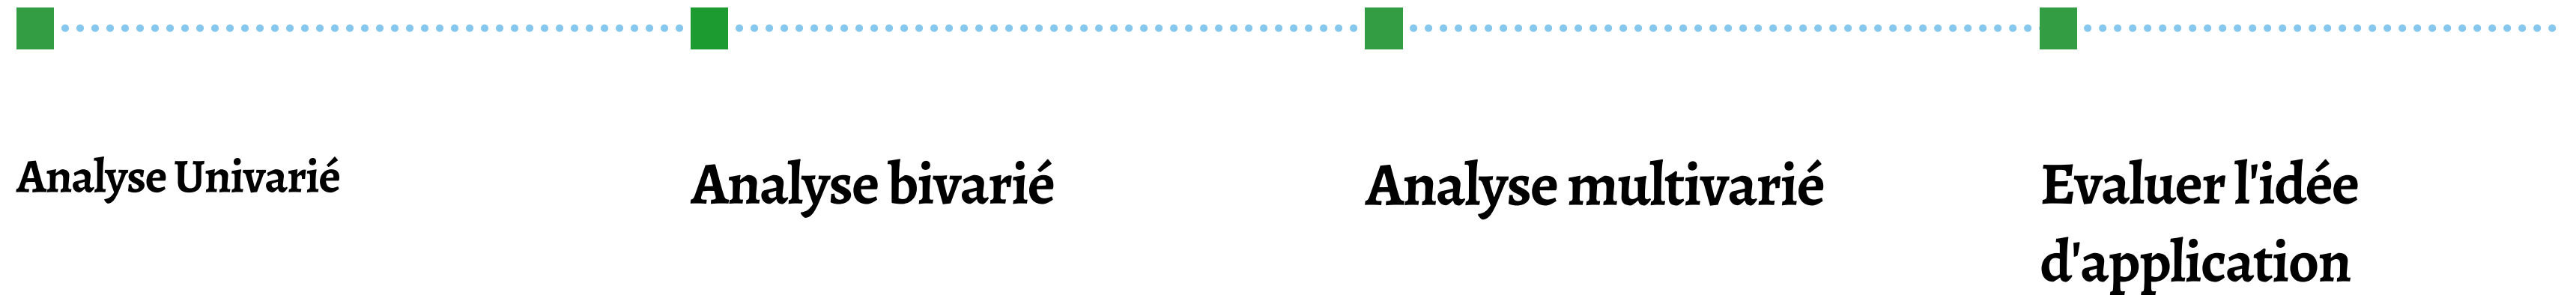 Analyse Univarié
Analyse bivarié
Analyse multivarié
Evaluer l'idée
d'application